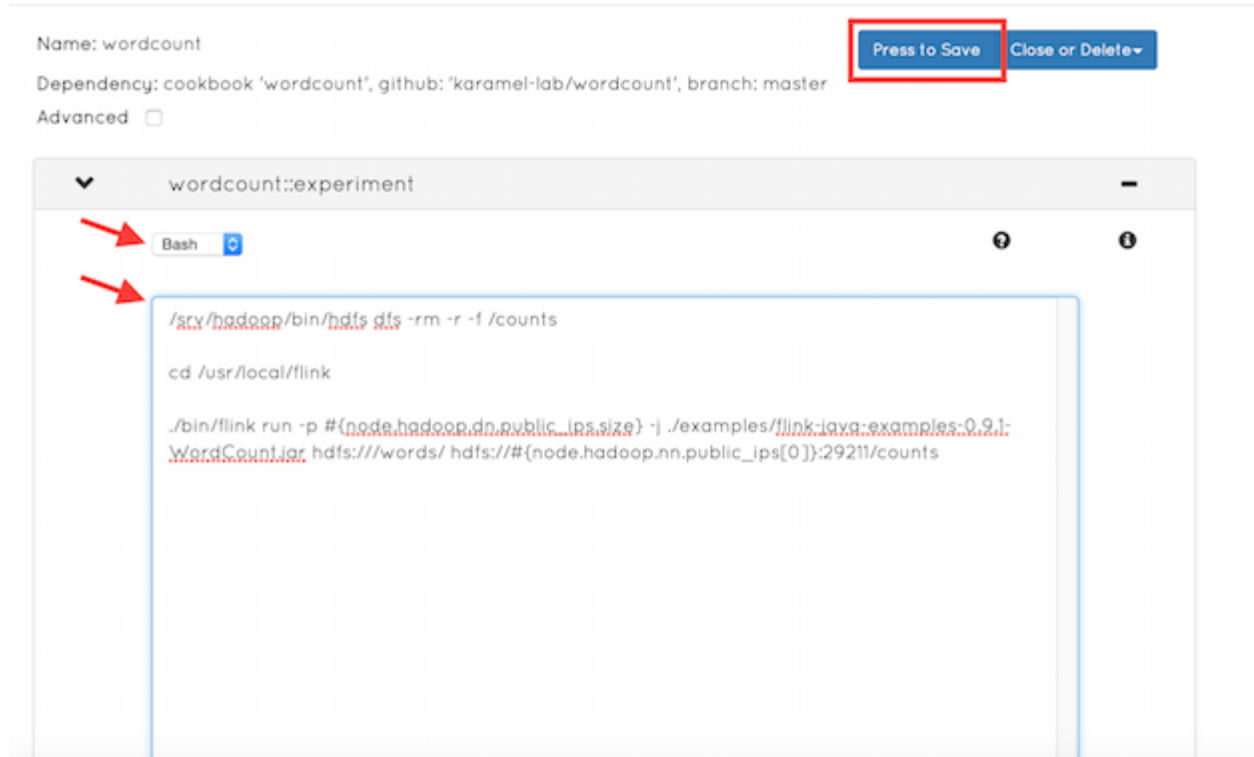 Name: wordcount
Press to Save
Close or Delete
Dependency: cookbook 'wordcount', github: 'karamel-lab/wordcount', branch: master
Advanced
wordcount::experiment
Bash
/srv/hadoop/bin/hdfs dfs -rm -r -f /counts
cd /usr/local/flink
./bin/flink run -p #{node.hadoop.dn.public_ips.size} -j ./examples/flink-java-examples-0.9.1-
WordCount.jar hdfs:///words/ hdfs://#{node.hadoop.nn.public_ips[0]}:29211/counts